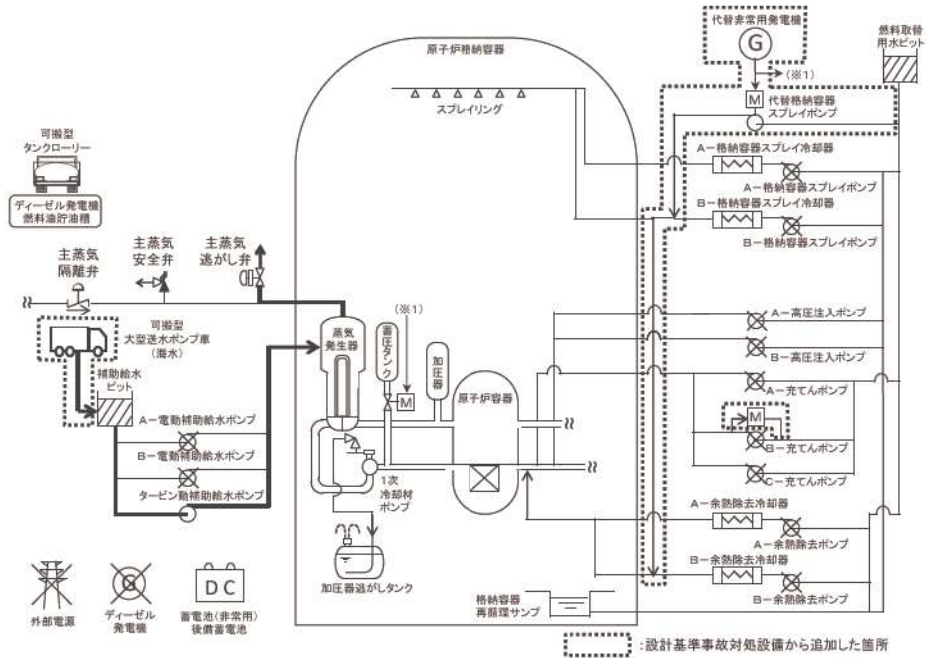 代替非常用発電機
G
(※1)
M
代替格納容器
スプレイポンプ
燃料取替
用水ピット
原子炉格納容器
スプレイリング
A-格納容器スプレイ冷却器
A-格納容器スプレイポンプ
B-格納容器スプレイ冷却器
B-格納容器スプレイポンプ
可搬型
タンクローリー
ディーゼル発電機
燃料油貯油槽
主蒸気
隔離弁
主蒸気
安全弁
主蒸気
逃がし弁
可搬型
大型送水ポンプ車
(海水)
補助給水
ピット
A-電動補助給水ポンプ
B-電動補助給水ポンプ
タービン動補助給水ポンプ
蒸気
発生器
蓄圧タンク
(※1)
M
加圧器
原子炉容器
1次
冷却材
ポンプ
加圧器逃がしタンク
A-高圧注入ポンプ
B-高圧注入ポンプ
A-充てんポンプ
M
B-充てんポンプ
C-充てんポンプ
A-余熱除去冷却器
A-余熱除去ポンプ
B-余熱除去冷却器
B-余熱除去ポンプ
格納容器
再循環サンプ
外部電源
G
ディーゼル
発電機
DC
蓄電池(非常用)
後備蓄電池
:設計基準事故対処設備から追加した箇所